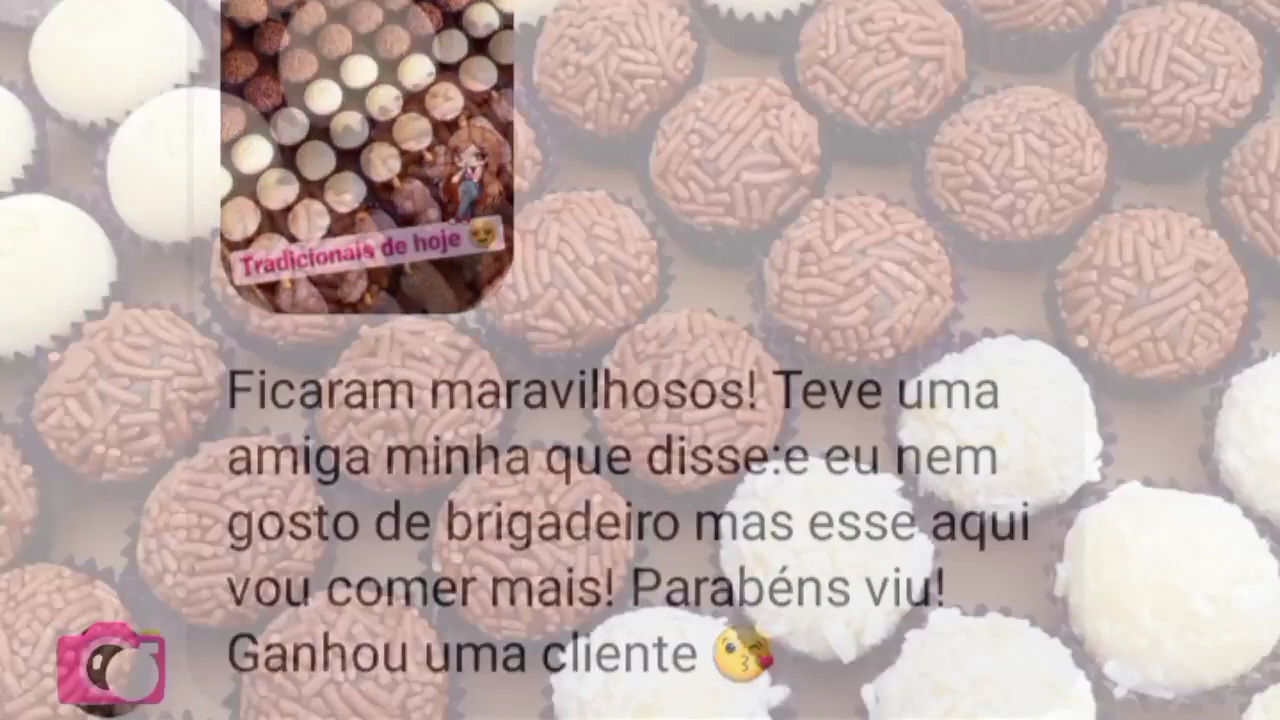 Tradicionais de hoje 😉
Ficaram maravilhosos! Teve uma
amiga minha que disse:e eu nem
gosto de brigadeiro mas esse aqui
vou comer mais! Parabéns viu!
Ganhou uma cliente 😘